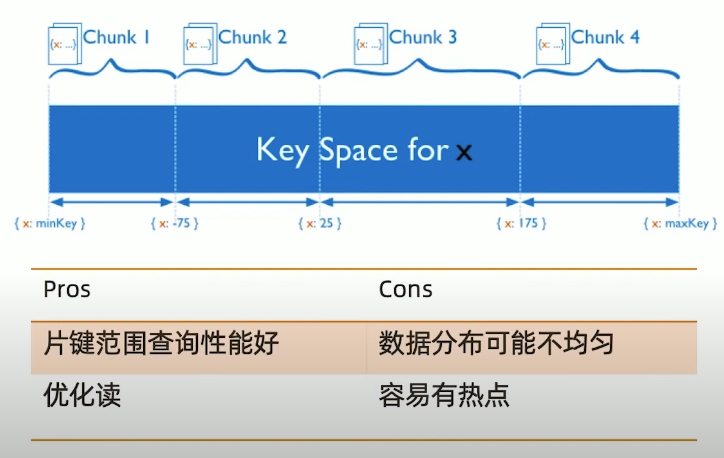 {x: ...} Chunk 1 {x: ...} Chunk 2 {x: ...} Chunk 3 {x: ...} Chunk 4
Key Space for x
{ x: minKey } { x: -75 } { x: 25 } { x: 175 } { x: maxKey }
Pros Cons
片键范围查询性能好 数据分布可能不均匀
优化读 容易有热点